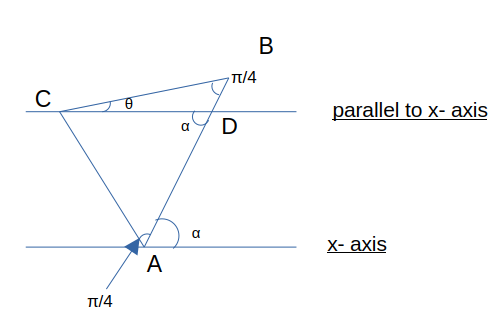 B
π/4
C
θ
parallel to x- axis
α
D
α
x- axis
A
π/4